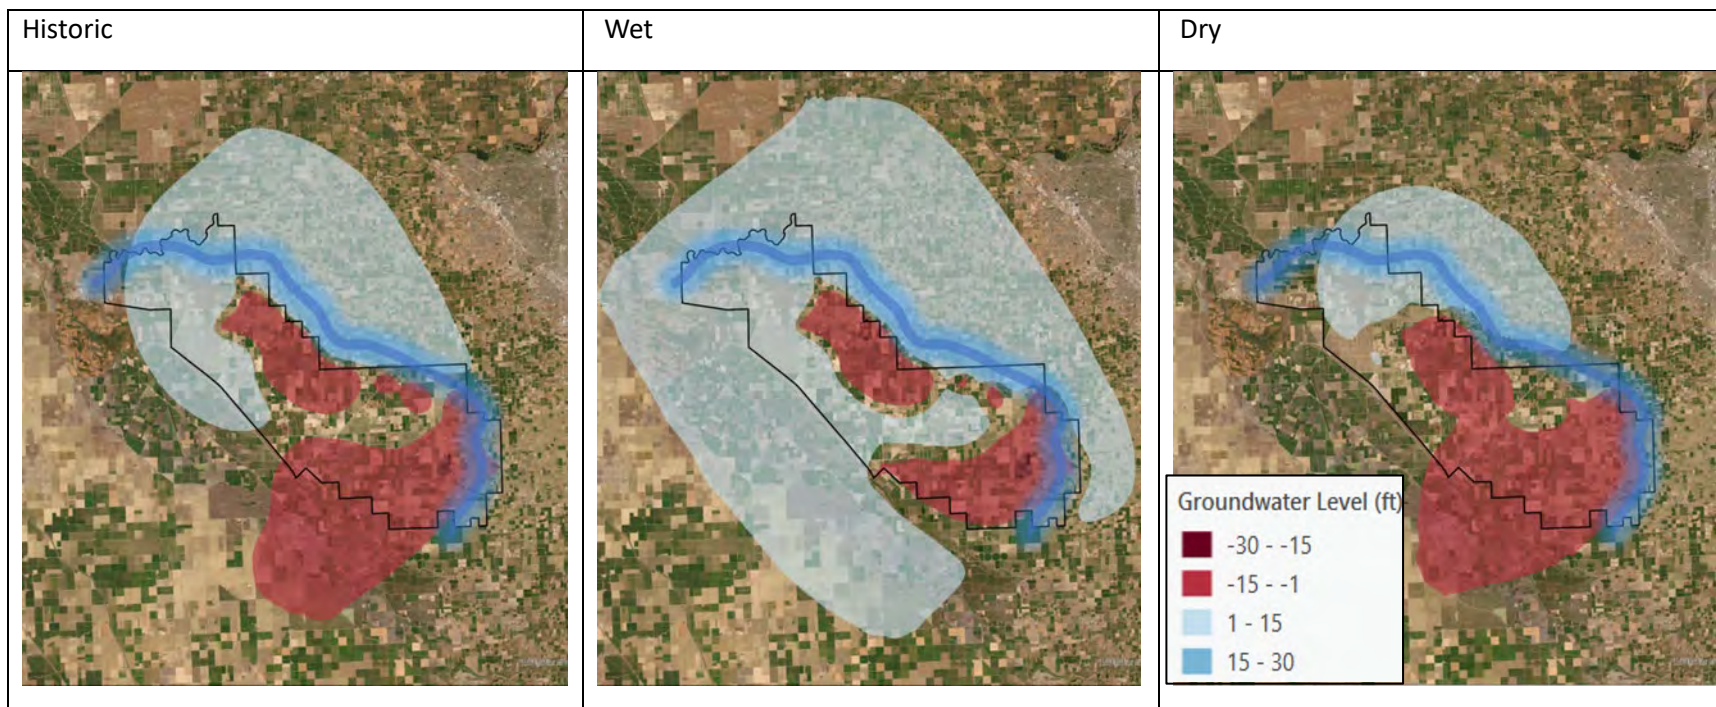 Historic
Wet
Dry
Groundwater Level (ft)
-30 - -15
-15 - -1
1 - 15
15 - 30